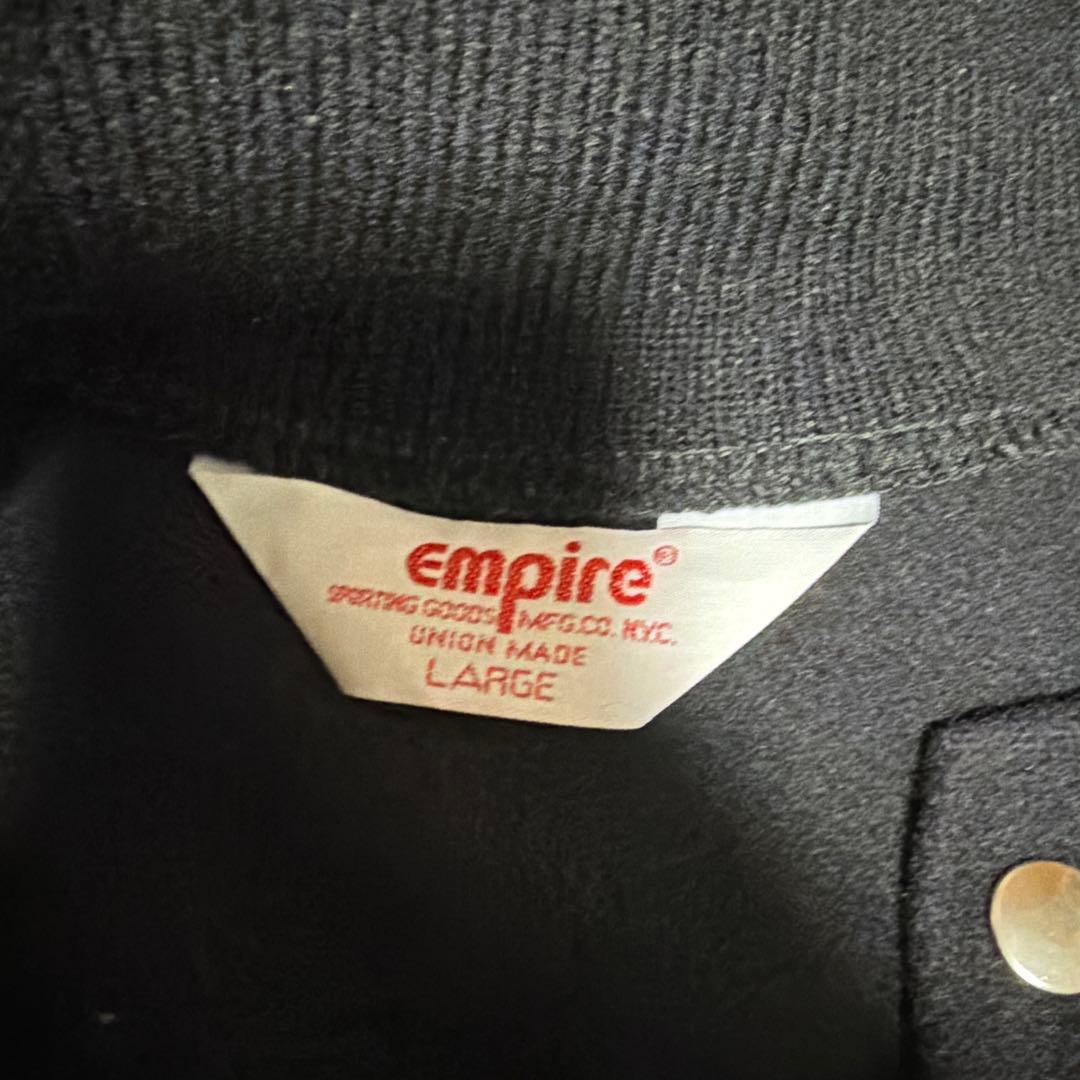 empire®
SPORTING GOODS MFG.CO. N.Y.C.
UNION MADE
LARGE